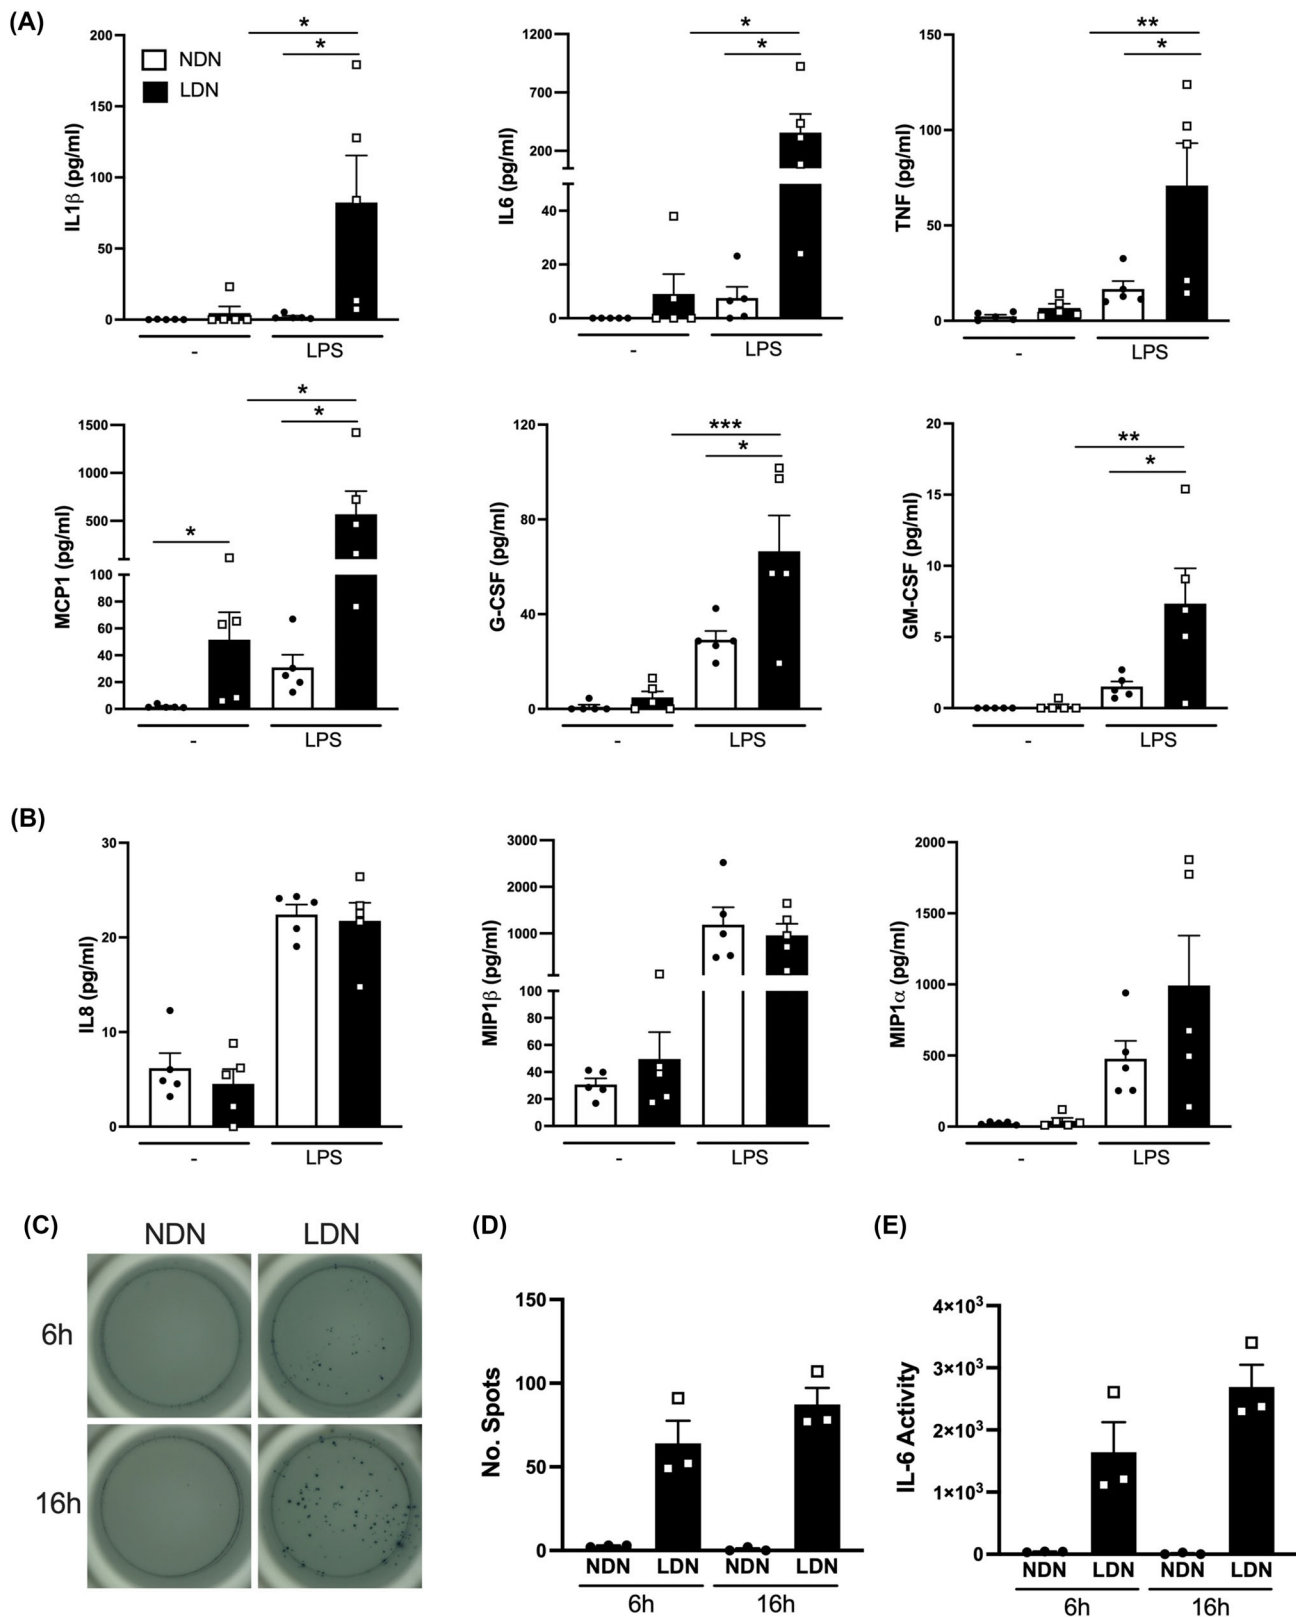 (A)
NDN
LDN
IL1β (pg/ml)
200
150
100
50
0
* 
*
-
LPS
IL6 (pg/ml)
1200
700
200
40
20
0
*
*
-
LPS
TNF (pg/ml)
150
100
50
0
**
*
-
LPS
MCP1 (pg/ml)
1500
1000
500
100
80
60
40
20
0
*
*
*
-
LPS
G-CSF (pg/ml)
120
80
40
0
***
*
-
LPS
GM-CSF (pg/ml)
20
15
10
5
0
**
*
-
LPS
(B)
IL8 (pg/ml)
30
20
10
0
-
LPS
MIP1β (pg/ml)
3000
2000
1000
100
80
60
40
20
0
-
LPS
MIP1α (pg/ml)
2000
1500
1000
500
0
-
LPS
(C)
NDN LDN
6h
16h
(D)
No. Spots
150
100
50
0
NDN LDN NDN LDN
6h 16h
(E)
IL-6 Activity
4×10³
3×10³
2×10³
1×10³
0
NDN LDN NDN LDN
6h 16h